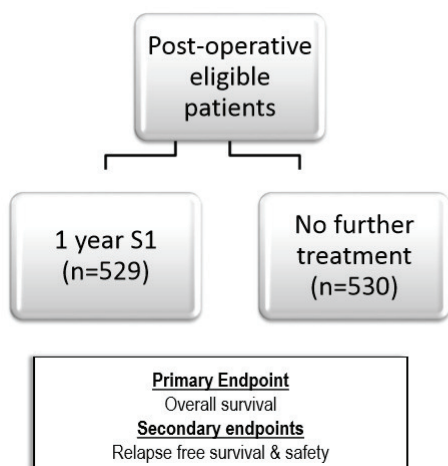 Post-operative
eligible
patients
1 year S1
(n=529)
No further
treatment
(n=530)
Primary Endpoint
Overall survival
Secondary endpoints
Relapse free survival & safety